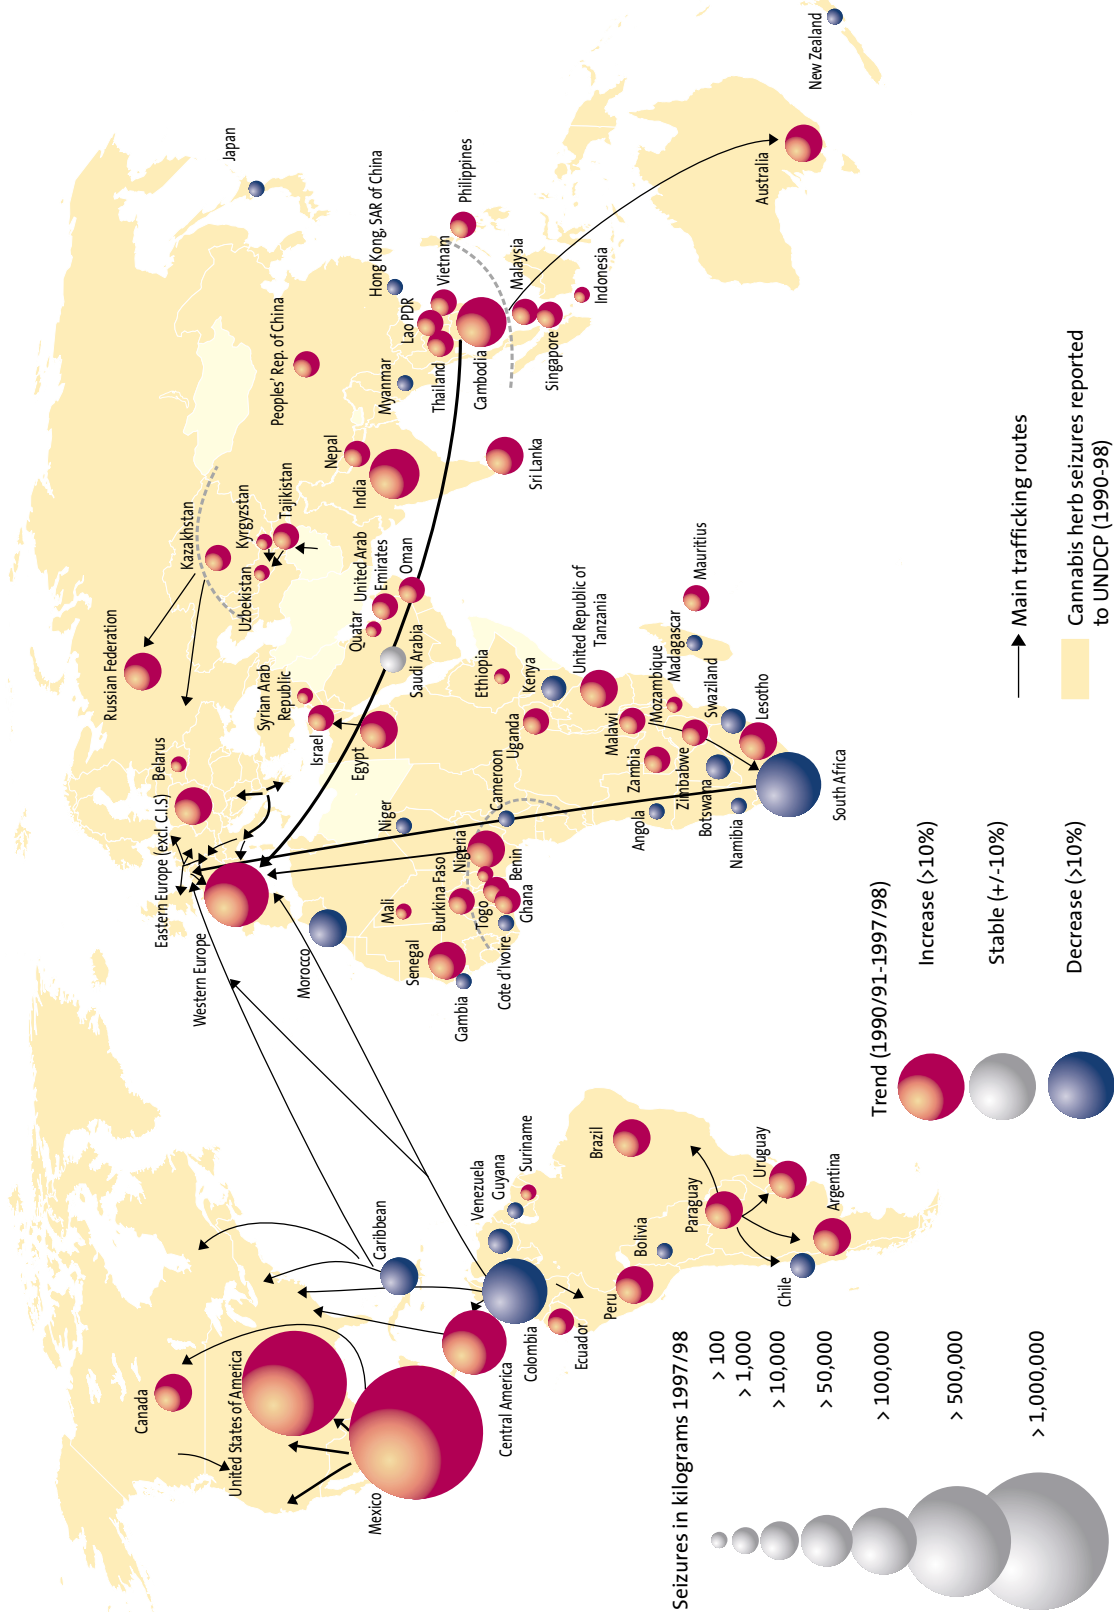 Canada
United States of America
Mexico
Central America
Caribbean
Colombia
Ecuador
Venezuela
Guyana
Suriname
Peru
Brazil
Bolivia
Paraguay
Uruguay
Argentina
Chile
Western Europe
Eastern Europe (excl. C.I.S)
Belarus
Russian Federation
Kazakhstan
Kyrgyzstan
Uzbekistan
Tajikistan
Syrian Arab
Republic
Israel
Egypt
Quatar
United Arab
Emirates
Oman
Saudi Arabia
Morocco
Mali
Niger
Senegal
Gambia
Burkina Faso
Togo
Nigeria
Benin
Ghana
Cote d'Ivoire
Cameroon
Ethiopia
Kenya
Uganda
United Republic of
Tanzania
Malawi
Mozambique
Madagascar
Mauritius
Zambia
Angola
Zimbabwe
Botswana
Namibia
Swaziland
Lesotho
South Africa
Nepal
India
Sri Lanka
Peoples' Rep. of China
Japan
Hong Kong, SAR of China
Myanmar
Lao PDR
Thailand
Vietnam
Cambodia
Philippines
Malaysia
Singapore
Indonesia
Australia
New Zealand
Seizures in kilograms 1997/98
> 100
> 1,000
> 10,000
> 50,000
> 100,000
> 500,000
> 1,000,000
Trend (1990/91-1997/98)
Increase (>10%)
Stable (+/-10%)
Decrease (>10%)
Main trafficking routes
Cannabis herb seizures reported
to UNDCP (1990-98)